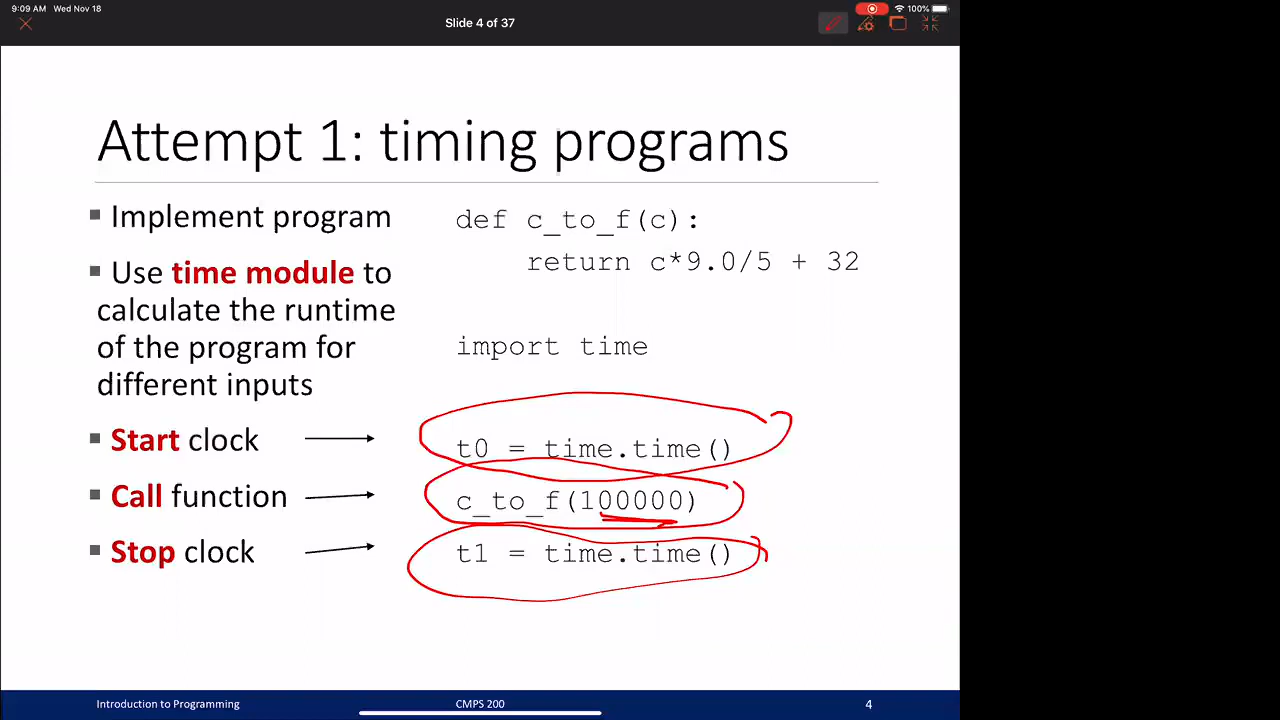 9:09 AM Wed Nov 18
100%
Slide 4 of 37
Attempt 1: timing programs
▪ Implement program
▪ Use time module to
calculate the runtime
of the program for
different inputs
▪ Start clock
▪ Call function
▪ Stop clock
def c_to_f(c):
return c*9.0/5 + 32
import time
t0 = time.time()
c_to_f(100000)
t1 = time.time()
Introduction to Programming
CMPS 200
4